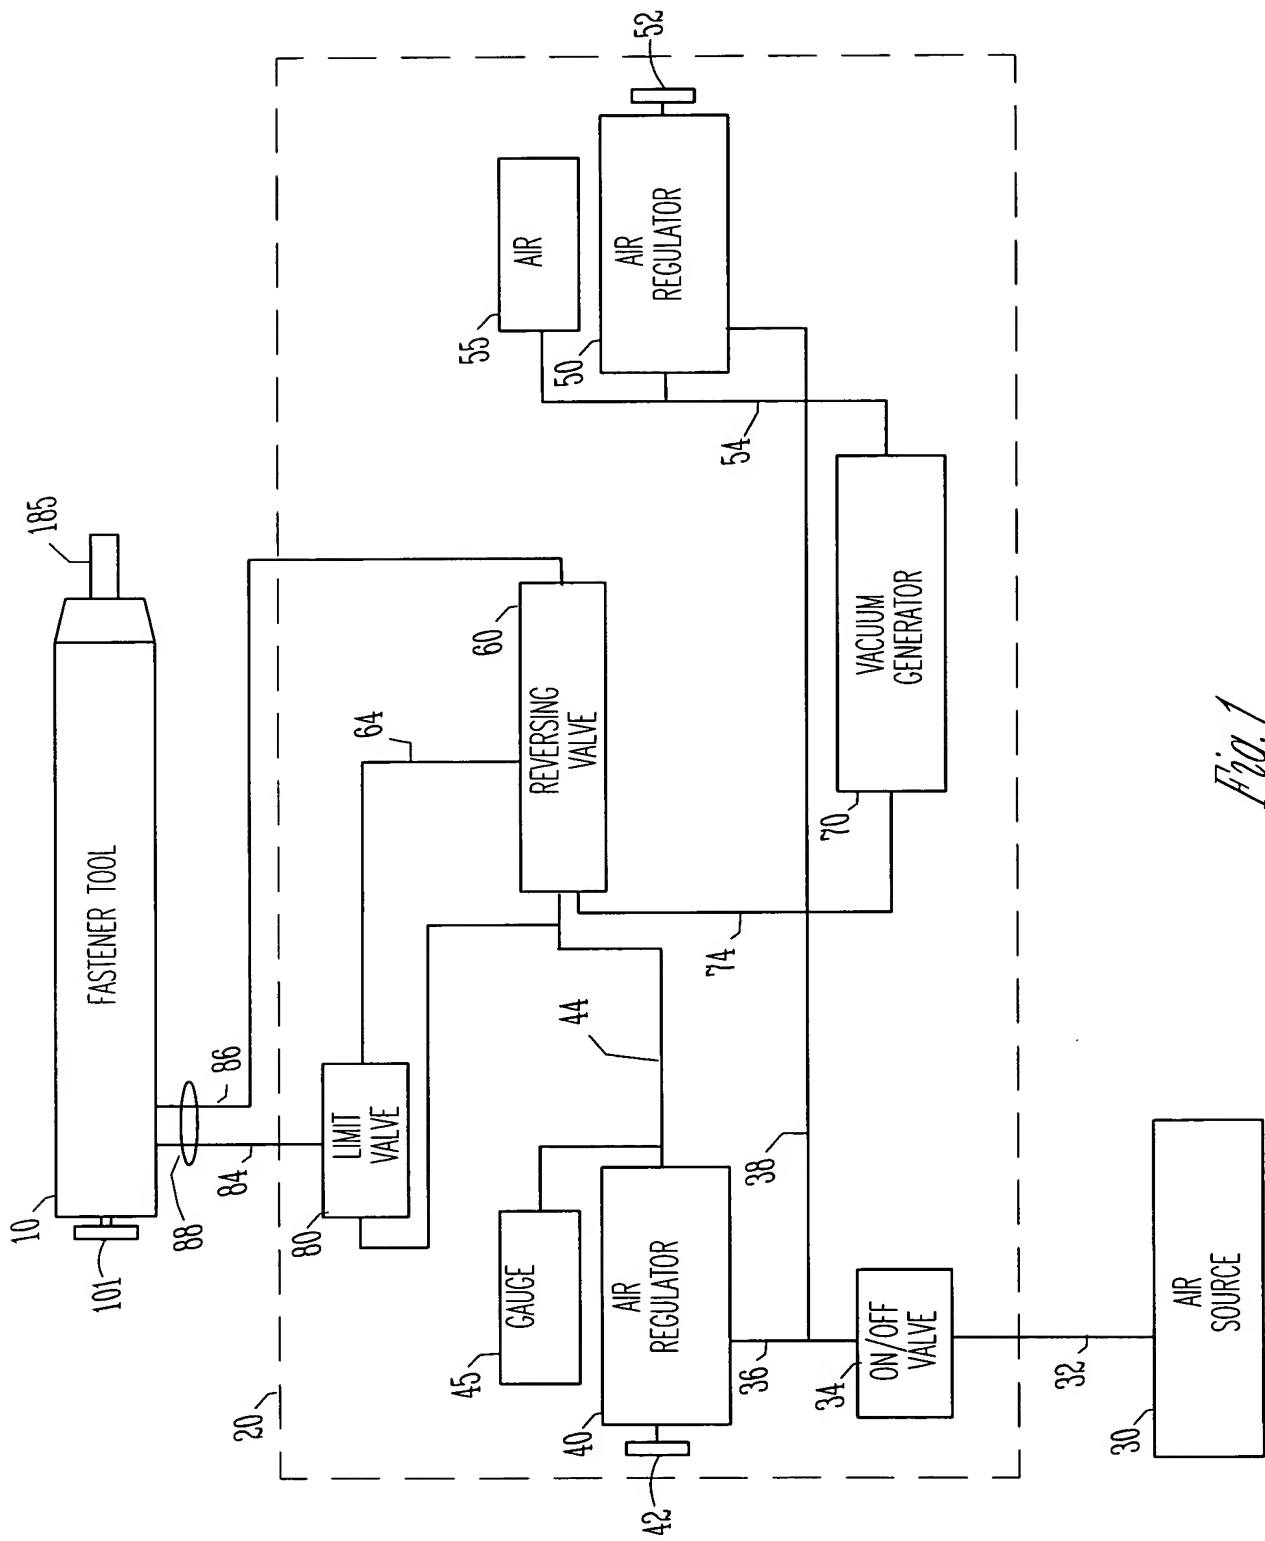 10
FASTENER TOOL
185
101
88
86
84
20
80
LIMIT
VALVE
64
60
REVERSING
VALVE
55
AIR
52
50
AIR
REGULATOR
54
45
GAUGE
44
74
42
40
AIR
REGULATOR
38
36
34
ON/OFF
VALVE
70
VACUUM
GENERATOR
32
30
AIR
SOURCE
Fig. 1